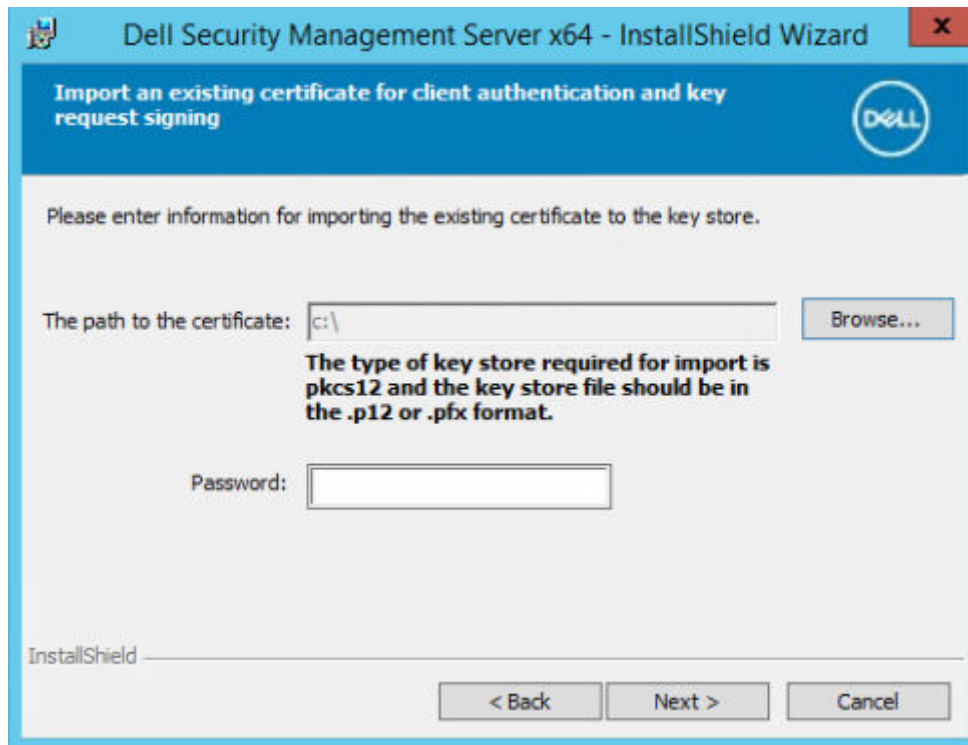 Dell Security Management Server x64 - InstallShield Wizard
x
Import an existing certificate for client authentication and key
request signing
DELL
Please enter information for importing the existing certificate to the key store.
The path to the certificate:
c:\
Browse...
The type of key store required for import is
pkcs12 and the key store file should be in
the .p12 or .pfx format.
Password:
InstallShield
< Back
Next >
Cancel